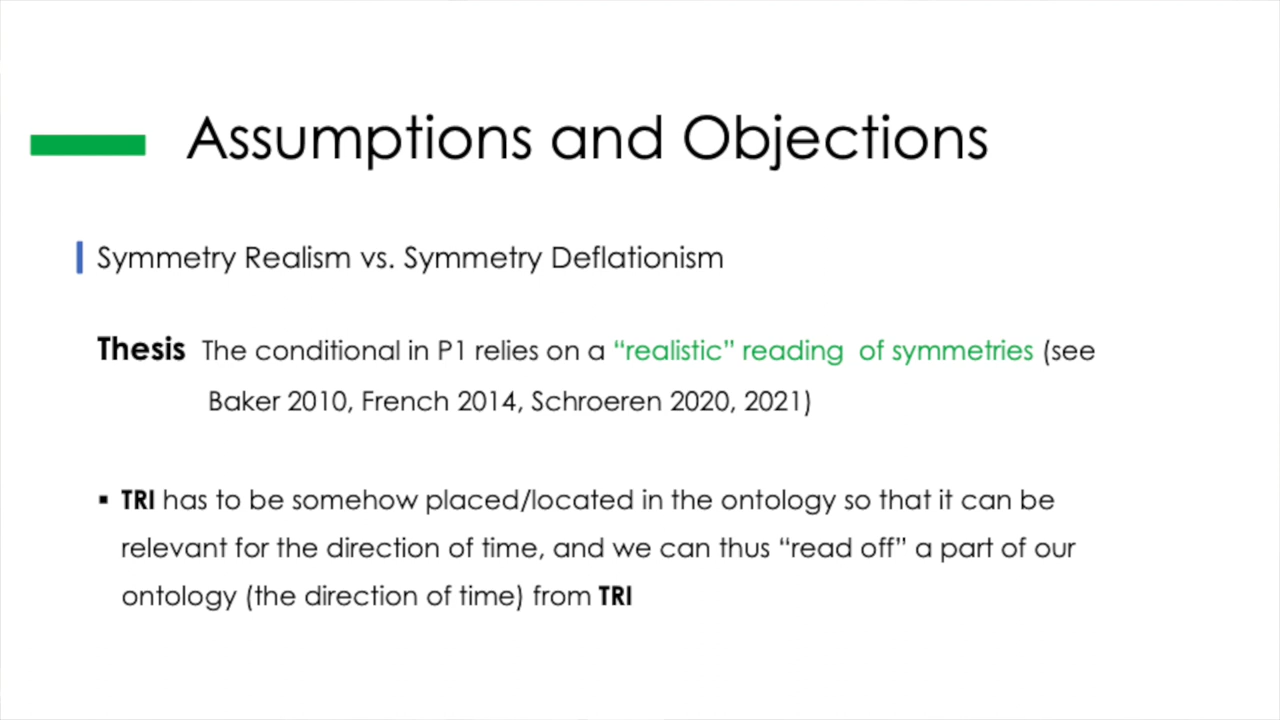 Assumptions and Objections
Symmetry Realism vs. Symmetry Deflationism
Thesis The conditional in P1 relies on a “realistic” reading of symmetries (see
Baker 2010, French 2014, Schroeren 2020, 2021)
▪ TRI has to be somehow placed/located in the ontology so that it can be
relevant for the direction of time, and we can thus “read off” a part of our
ontology (the direction of time) from TRI